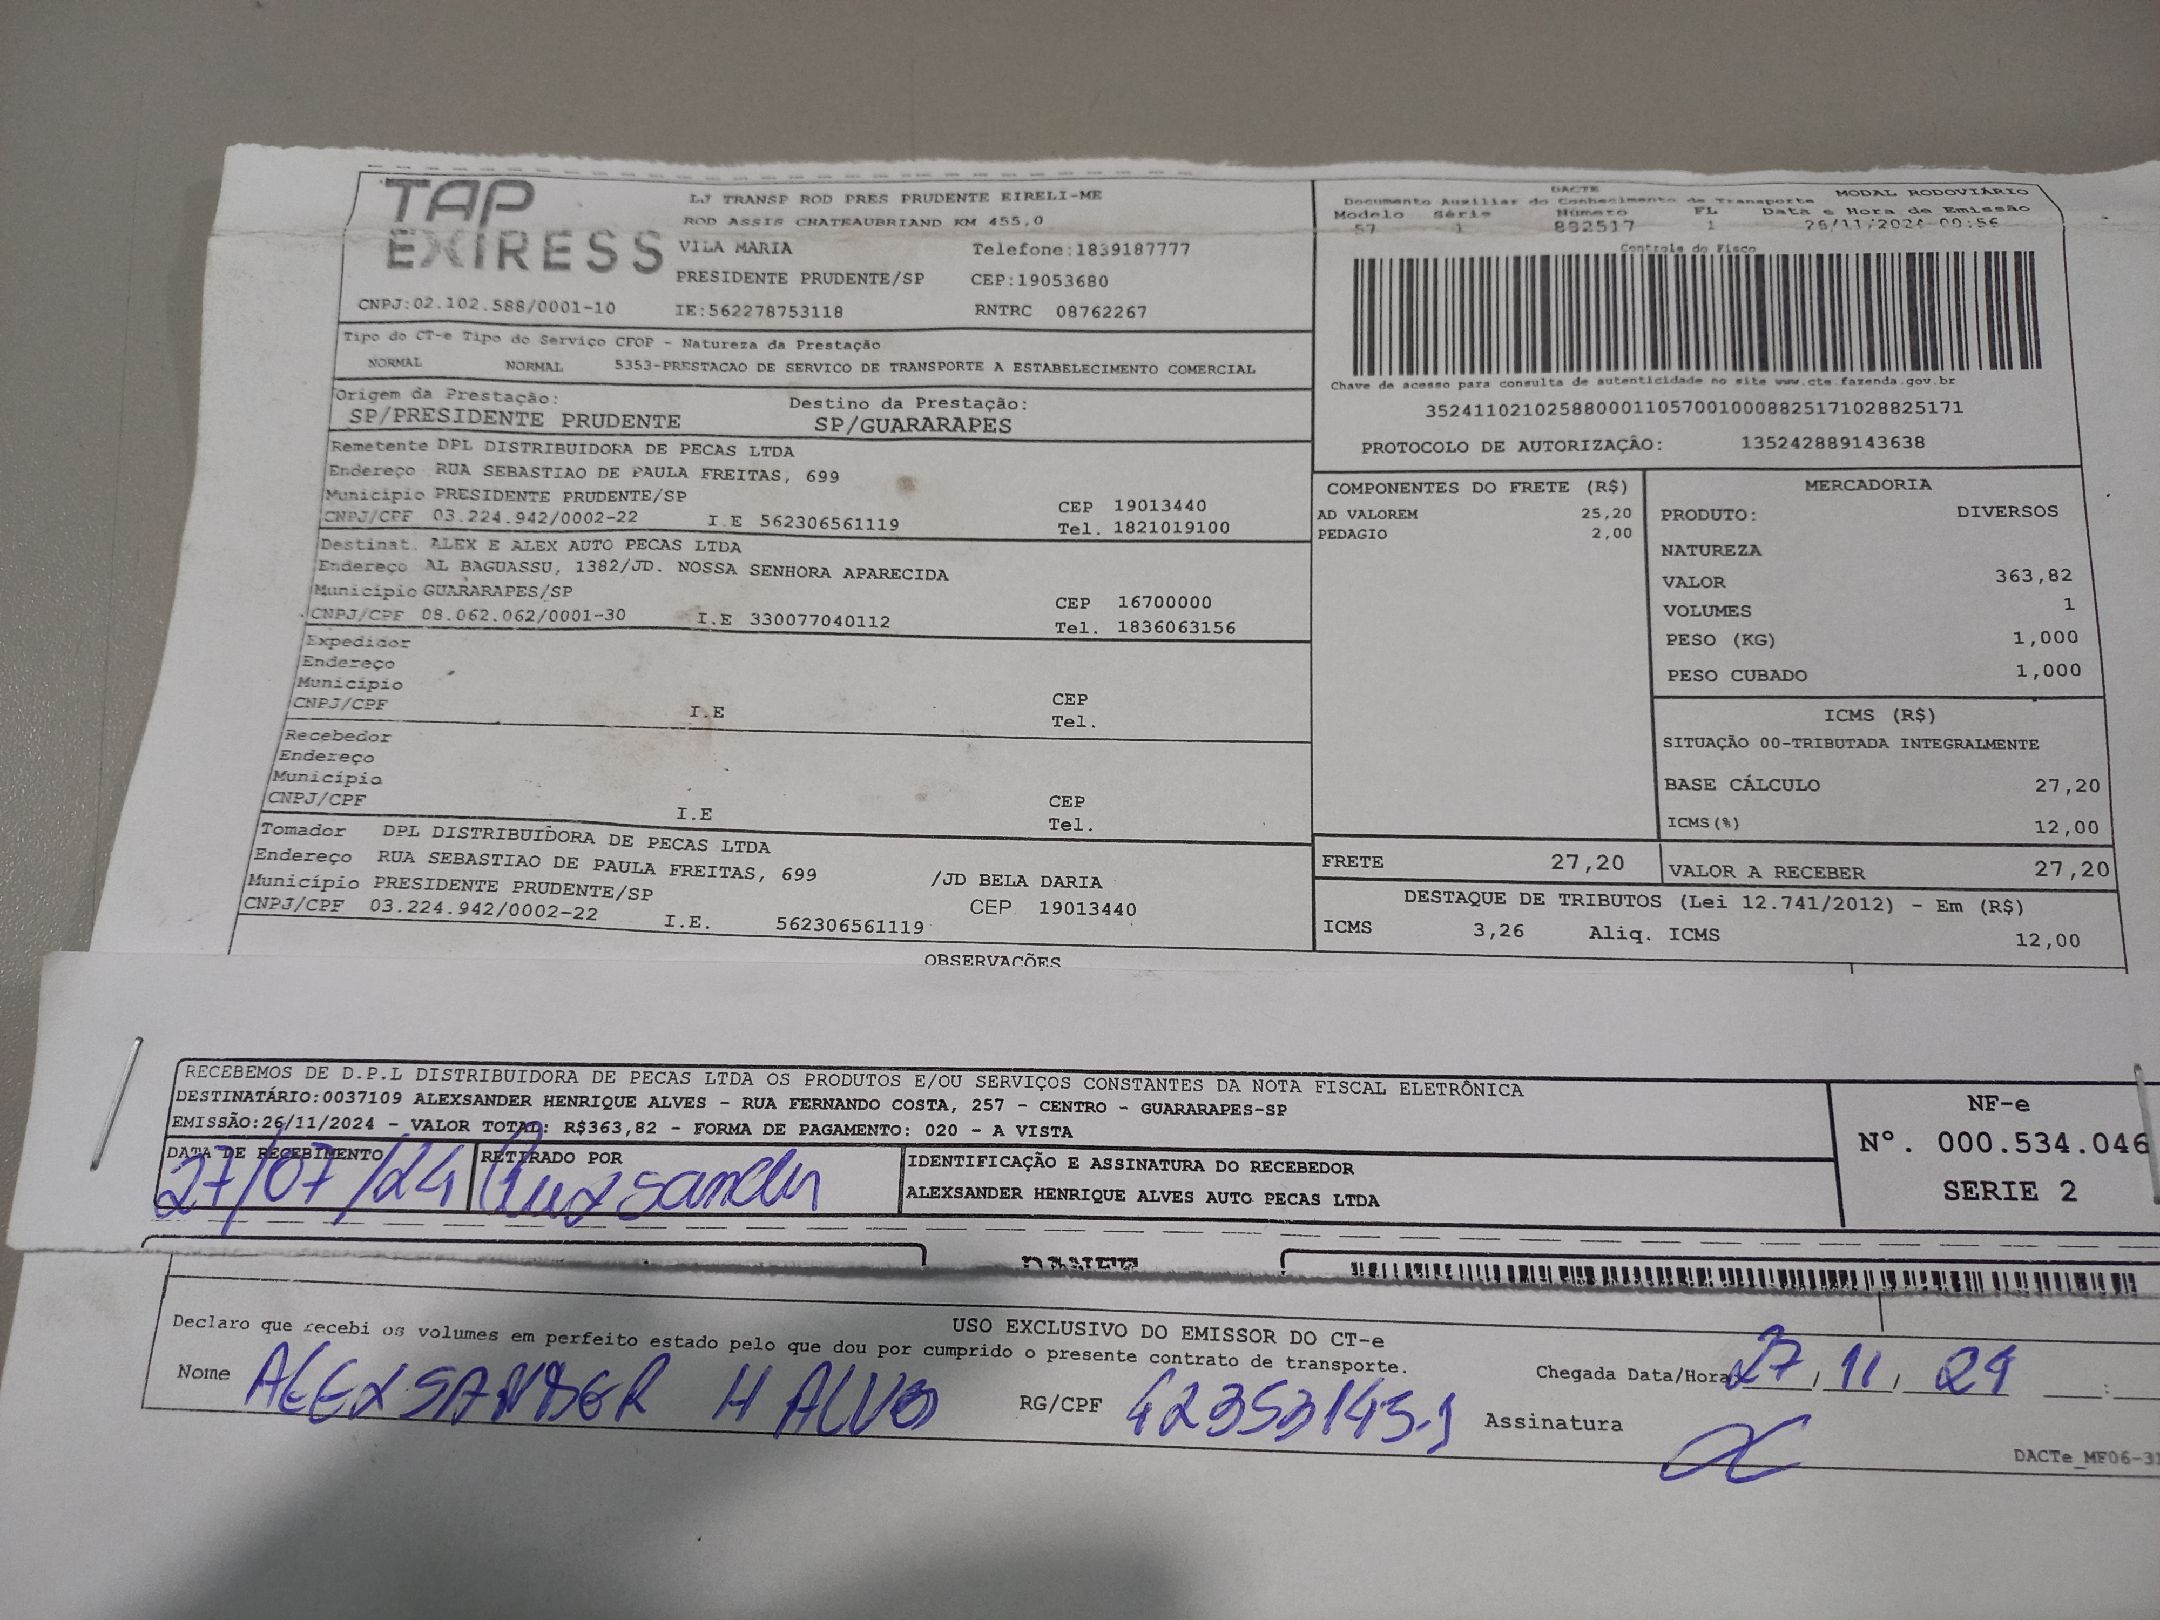 TAP
EXPRESS
LJ TRANSP ROD PRES PRUDENTE EIRELI-ME
ROD ASSIS CHATEAUBRIAND KM 455,0
VILA MARIA Telefone:1839187777
PRESIDENTE PRUDENTE/SP CEP:19053680
CNPJ:02.102.588/0001-10 IE:562278753118 RNTRC 08762267
DACTE MODAL RODOVIÁRIO
Documento Auxiliar do Conhecimento de Transporte
Modelo Série Número FL Data e Hora de Emissão
57 1 882517 1 26/11/2024 00:56
Controle do Fisco
Chave de acesso para consulta de autenticidade no site www.cte.fazenda.gov.br
35241102102588000110570010008825171028825171
PROTOCOLO DE AUTORIZAÇÃO: 135242889143638
Tipo do CT-e Tipo do Serviço CFOP - Natureza da Prestação
NORMAL NORMAL 5353-PRESTACAO DE SERVICO DE TRANSPORTE A ESTABELECIMENTO COMERCIAL
Origem da Prestação: Destino da Prestação:
SP/PRESIDENTE PRUDENTE SP/GUARARAPES
Remetente DPL DISTRIBUIDORA DE PECAS LTDA
Endereço RUA SEBASTIAO DE PAULA FREITAS, 699
Município PRESIDENTE PRUDENTE/SP CEP 19013440
CNPJ/CPF 03.224.942/0002-22 I.E 562306561119 Tel. 1821019100
Destinat. ALEX E ALEX AUTO PECAS LTDA
Endereço AL BAGUASSU, 1382/JD. NOSSA SENHORA APARECIDA
Município GUARARAPES/SP CEP 16700000
CNPJ/CPF 08.062.062/0001-30 I.E 330077040112 Tel. 1836063156
Expedidor
Endereço
Município CEP
CNPJ/CPF I.E Tel.
Recebedor
Endereço
Município CEP
CNPJ/CPF I.E Tel.
Tomador DPL DISTRIBUIDORA DE PECAS LTDA
Endereço RUA SEBASTIAO DE PAULA FREITAS, 699 /JD BELA DARIA
Município PRESIDENTE PRUDENTE/SP CEP 19013440
CNPJ/CPF 03.224.942/0002-22 I.E. 562306561119
COMPONENTES DO FRETE (R$)
AD VALOREM 25,20
PEDAGIO 2,00
MERCADORIA
PRODUTO: DIVERSOS
NATUREZA
VALOR 363,82
VOLUMES 1
PESO (KG) 1,000
PESO CUBADO 1,000
ICMS (R$)
SITUAÇÃO 00-TRIBUTADA INTEGRALMENTE
BASE CÁLCULO 27,20
ICMS(%) 12,00
FRETE 27,20 VALOR A RECEBER 27,20
DESTAQUE DE TRIBUTOS (Lei 12.741/2012) - Em (R$)
ICMS 3,26 Aliq. ICMS 12,00
OBSERVAÇÕES
RECEBEMOS DE D.P.L DISTRIBUIDORA DE PECAS LTDA OS PRODUTOS E/OU SERVIÇOS CONSTANTES DA NOTA FISCAL ELETRÔNICA
DESTINATÁRIO:0037109 ALEXSANDER HENRIQUE ALVES - RUA FERNANDO COSTA, 257 - CENTRO - GUARARAPES-SP
EMISSÃO:26/11/2024 - VALOR TOTAL: R$363,82 - FORMA DE PAGAMENTO: 020 - A VISTA
DATA DE RECEBIMENTO RETIRADO POR IDENTIFICAÇÃO E ASSINATURA DO RECEBEDOR
27/07/24 ALEXSANDER HENRIQUE ALVES AUTO PECAS LTDA
NF-e
Nº. 000.534.046
SERIE 2
DANFE
USO EXCLUSIVO DO EMISSOR DO CT-e
Declaro que recebi os volumes em perfeito estado pelo que dou por cumprido o presente contrato de transporte.
Nome ALEXSANDER H ALVES RG/CPF 42353145-1 Assinatura
Chegada Data/Hora 27/11/24 :
DACTe_MF06-31